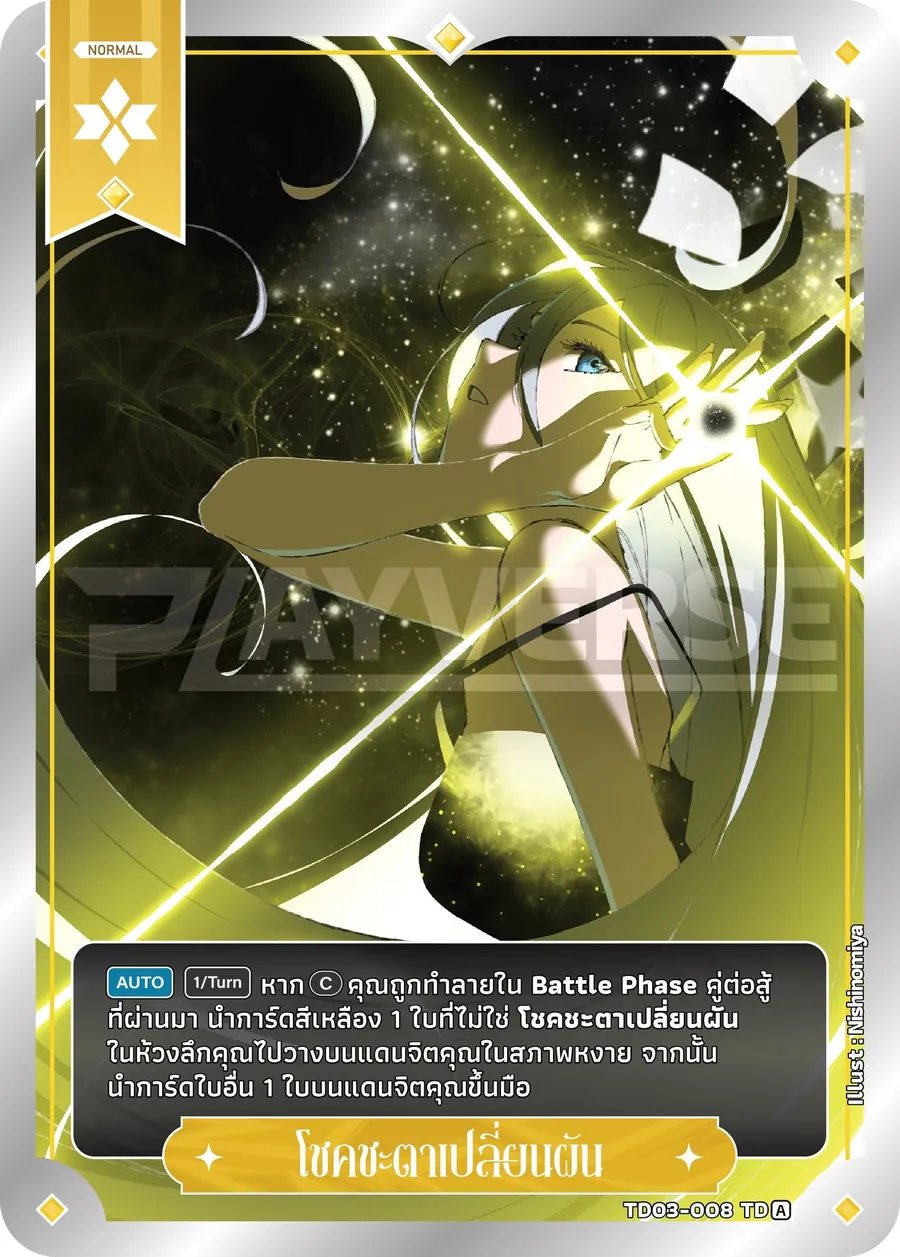 NORMAL
PLAYVERSE
AUTO 1/Turn หาก C คุณถูกทำลายใน Battle Phase คู่ต่อสู้
ที่ผ่านมา นำการ์ดสีเหลือง 1 ใบที่ไม่ใช่ โชคชะตาเปลี่ยนผัน
ในห้วงลึกคุณไปวางบนแดนจิตคุณในสภาพหงาย จากนั้น
นำการ์ดใบอื่น 1 ใบบนแดนจิตคุณขึ้นมือ
Illust : Nishinomiya
โชคชะตาเปลี่ยนผัน
TD03-008 TD A